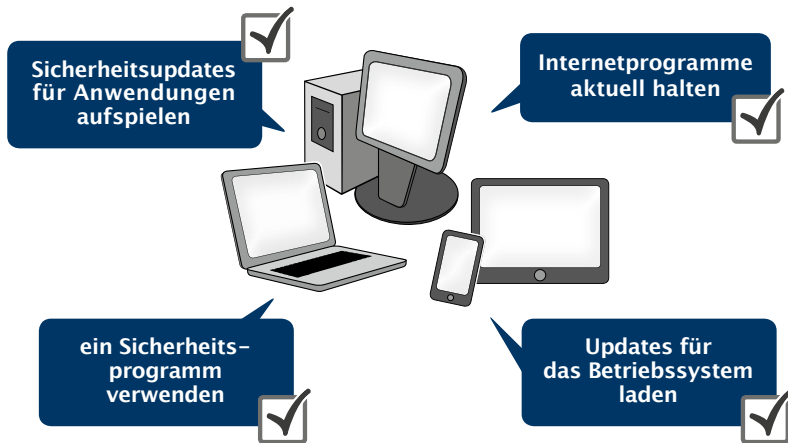 Sicherheitsupdates
für Anwendungen
aufspielen
Internetprogramme
aktuell halten
ein Sicherheits-
programm
verwenden
Updates für
das Betriebssystem
laden